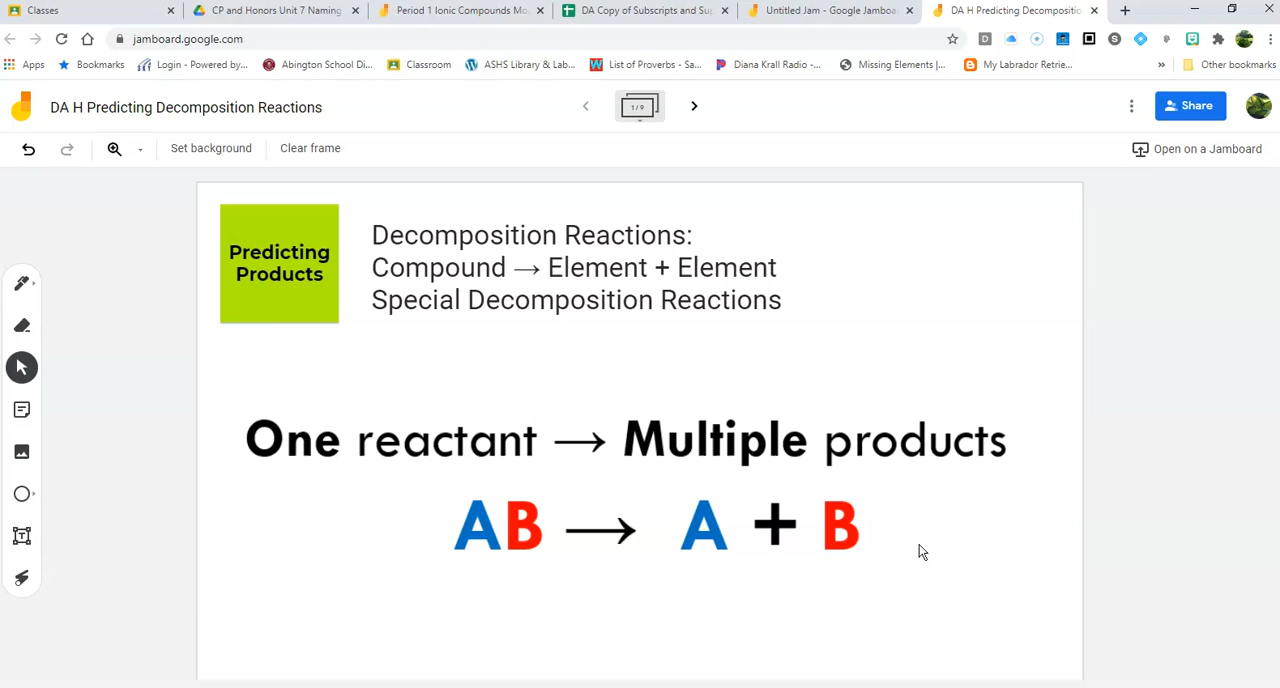 Classes
CP and Honors Unit 7 Naming
Period 1 Ionic Compounds Mo
DA Copy of Subscripts and Su
Untitled Jam - Google Jamboa
DA H Predicting Decompositio
jamboard.google.com
Apps
Bookmarks
Login - Powered by...
Abington School Di...
Classroom
ASHS Library & Lab...
List of Proverbs - Sa...
Diana Krall Radio -...
Missing Elements |...
My Labrador Retrie...
»
Other bookmarks
DA H Predicting Decomposition Reactions
1 / 9
Share
Set background
Clear frame
Open on a Jamboard
Predicting
Products
Decomposition Reactions:
Compound → Element + Element
Special Decomposition Reactions
One reactant → Multiple products
AB → A + B